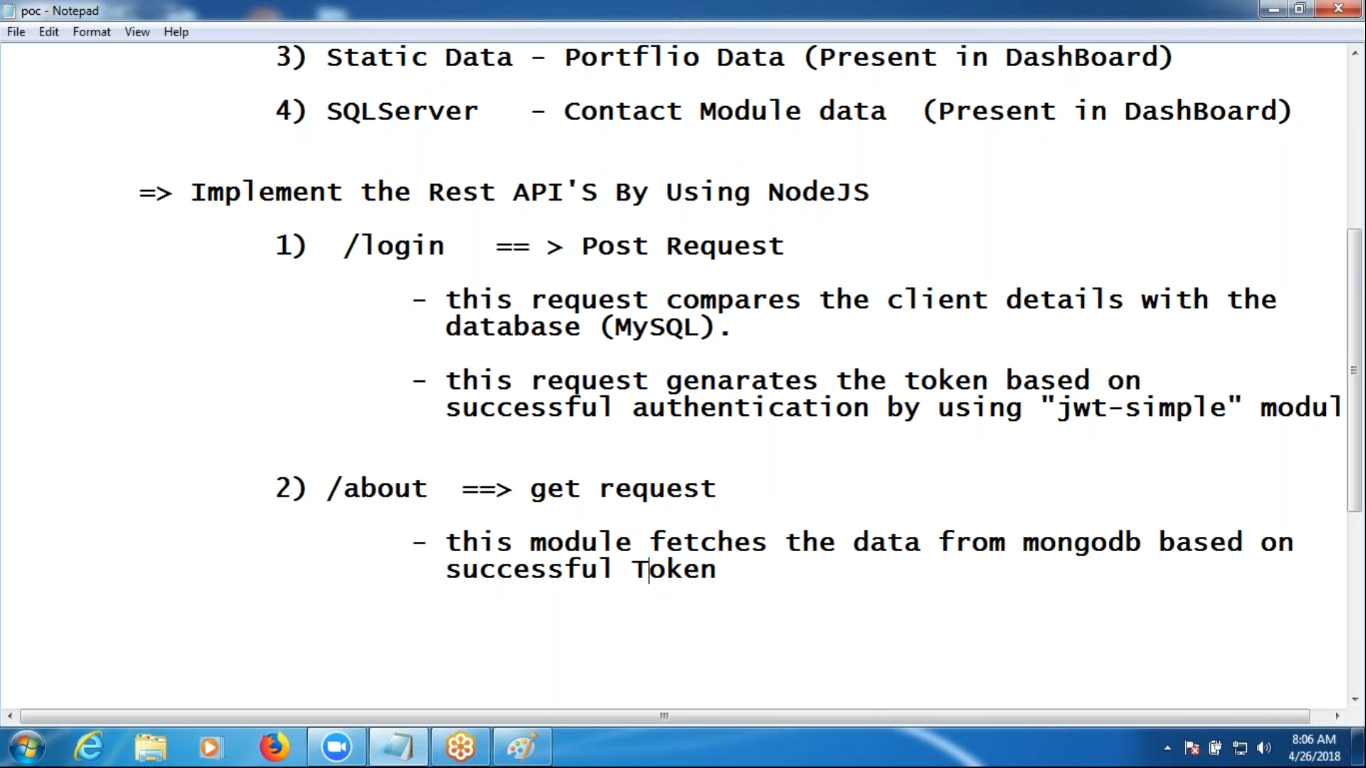 poc - Notepad
File Edit Format View Help
3) Static Data - Portflio Data (Present in DashBoard)
4) SQLServer - Contact Module data (Present in DashBoard)
=> Implement the Rest API'S By Using NodeJS
1) /login == > Post Request
- this request compares the client details with the
database (MySQL).
- this request genarates the token based on
successful authentication by using "jwt-simple" modul
2) /about ==> get request
- this module fetches the data from mongodb based on
successful Token
8:06 AM
4/26/2018